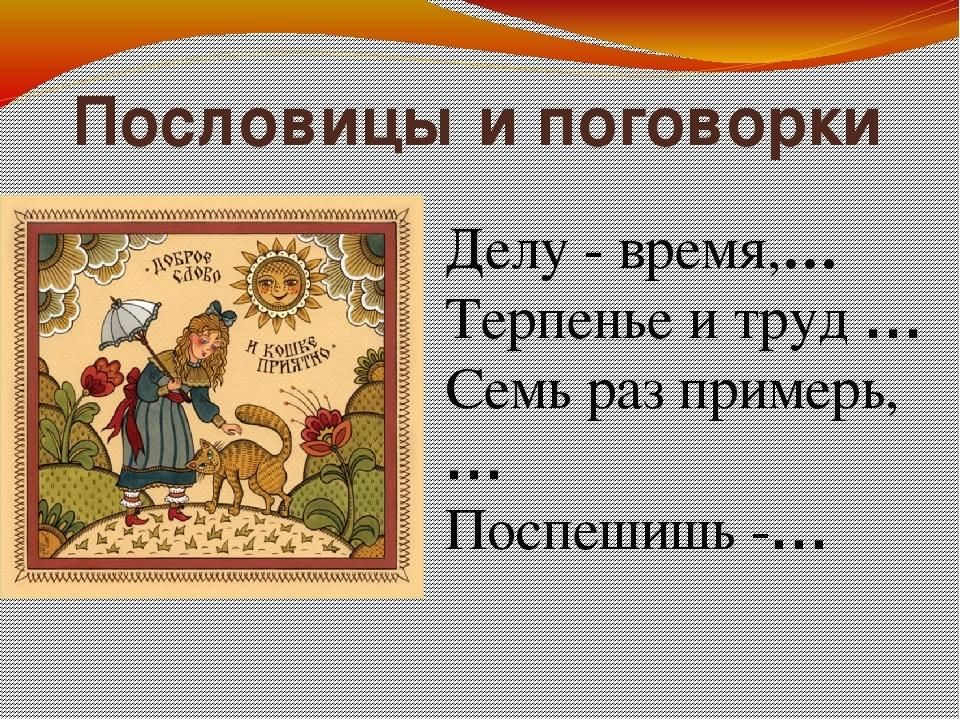 Пословицы и поговорки
· ДОБРОЕ
СЛОВО
И КОШКЕ
ПРИЯТНО ·
Делу - время,...
Терпенье и труд ...
Семь раз примерь,
...
Поспешишь -...